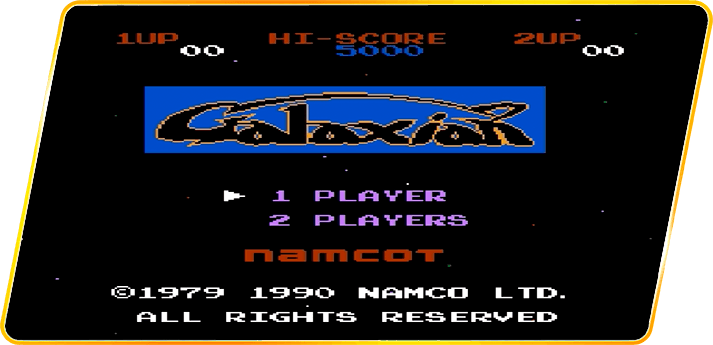 1UP HI-SCORE 2UP
00 5000 00
Galaxian
1 PLAYER
2 PLAYERS
namcot
©1979 1990 NAMCO LTD.
ALL RIGHTS RESERVED